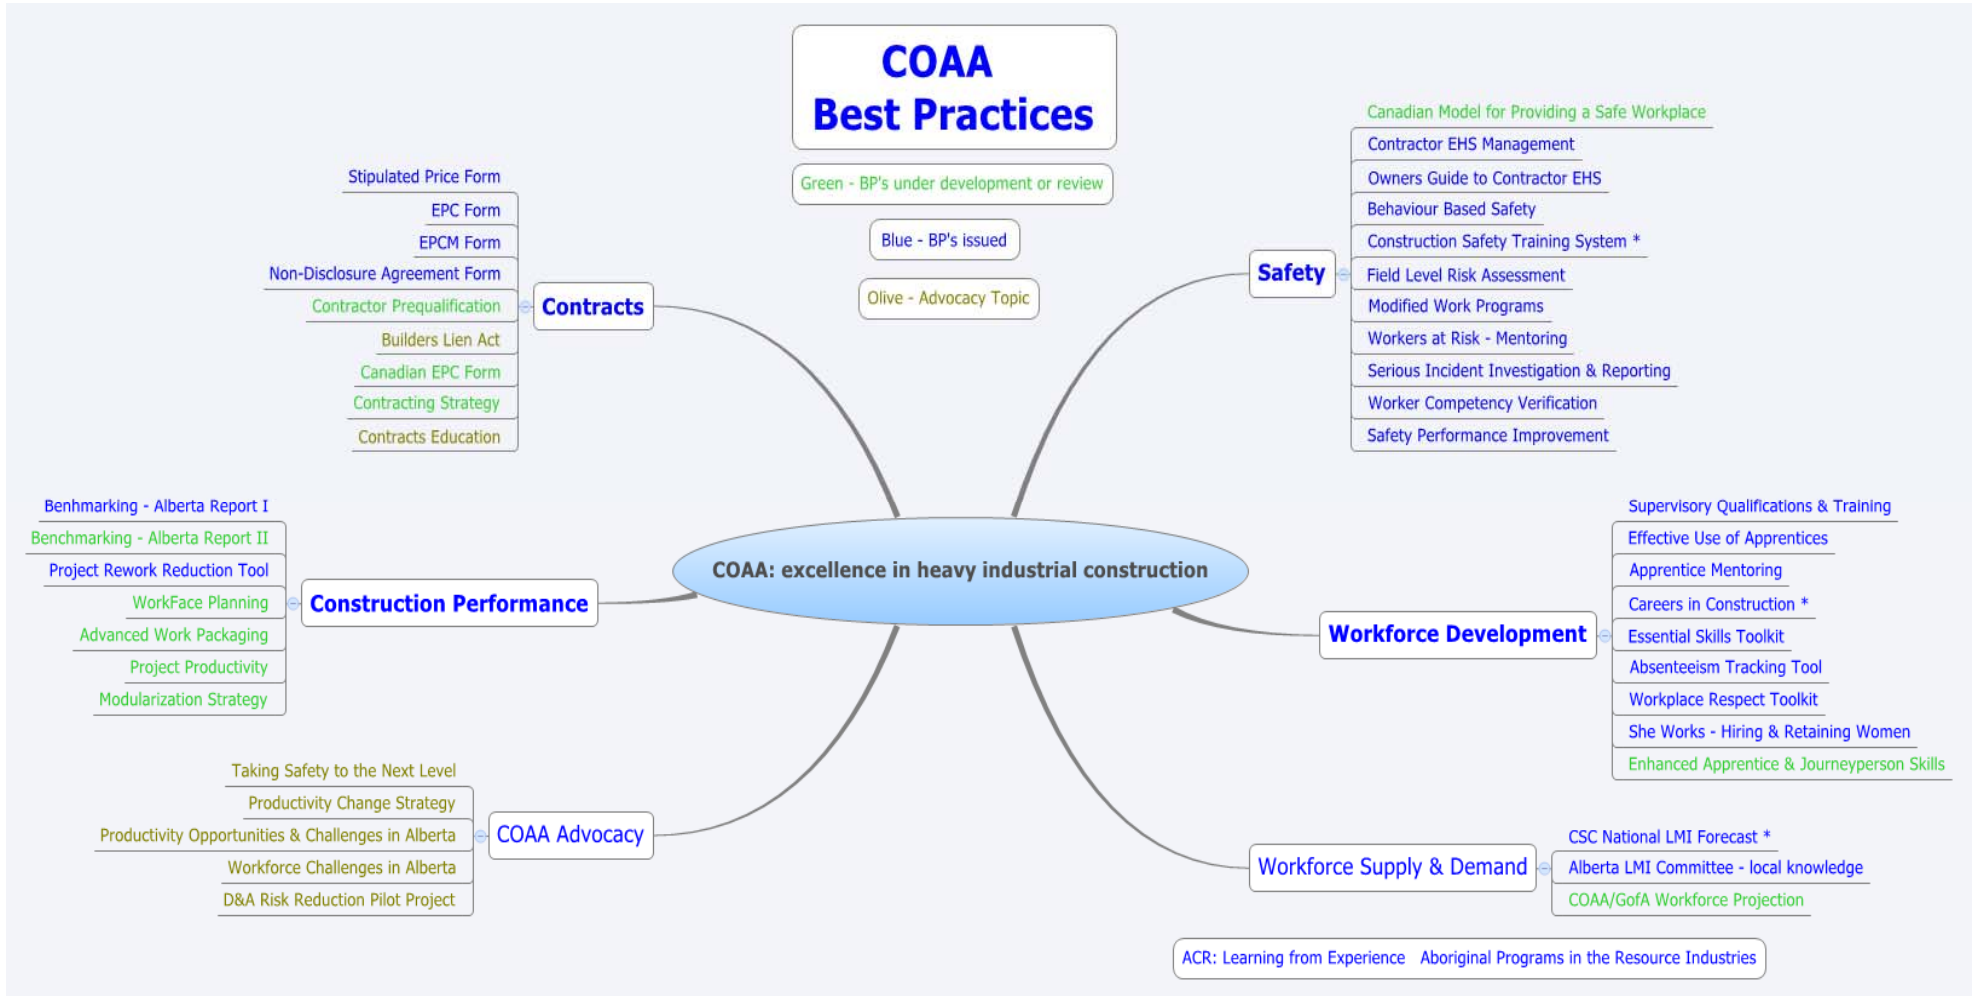 COAA
Best Practices
Green - BP's under development or review
Blue - BP's issued
Olive - Advocacy Topic
Stipulated Price Form
EPC Form
EPCM Form
Non-Disclosure Agreement Form
Contractor Prequalification
Builders Lien Act
Canadian EPC Form
Contracting Strategy
Contracts Education
Contracts
Canadian Model for Providing a Safe Workplace
Contractor EHS Management
Owners Guide to Contractor EHS
Behaviour Based Safety
Construction Safety Training System *
Field Level Risk Assessment
Modified Work Programs
Workers at Risk - Mentoring
Serious Incident Investigation & Reporting
Worker Competency Verification
Safety Performance Improvement
Safety
COAA: excellence in heavy industrial construction
Benhmarking - Alberta Report I
Benchmarking - Alberta Report II
Project Rework Reduction Tool
WorkFace Planning
Advanced Work Packaging
Project Productivity
Modularization Strategy
Construction Performance
Supervisory Qualifications & Training
Effective Use of Apprentices
Apprentice Mentoring
Careers in Construction *
Essential Skills Toolkit
Absenteeism Tracking Tool
Workplace Respect Toolkit
She Works - Hiring & Retaining Women
Enhanced Apprentice & Journeyperson Skills
Workforce Development
Taking Safety to the Next Level
Productivity Change Strategy
Productivity Opportunities & Challenges in Alberta
Workforce Challenges in Alberta
D&A Risk Reduction Pilot Project
COAA Advocacy
Workforce Supply & Demand
CSC National LMI Forecast *
Alberta LMI Committee - local knowledge
COAA/GofA Workforce Projection
ACR: Learning from Experience Aboriginal Programs in the Resource Industries